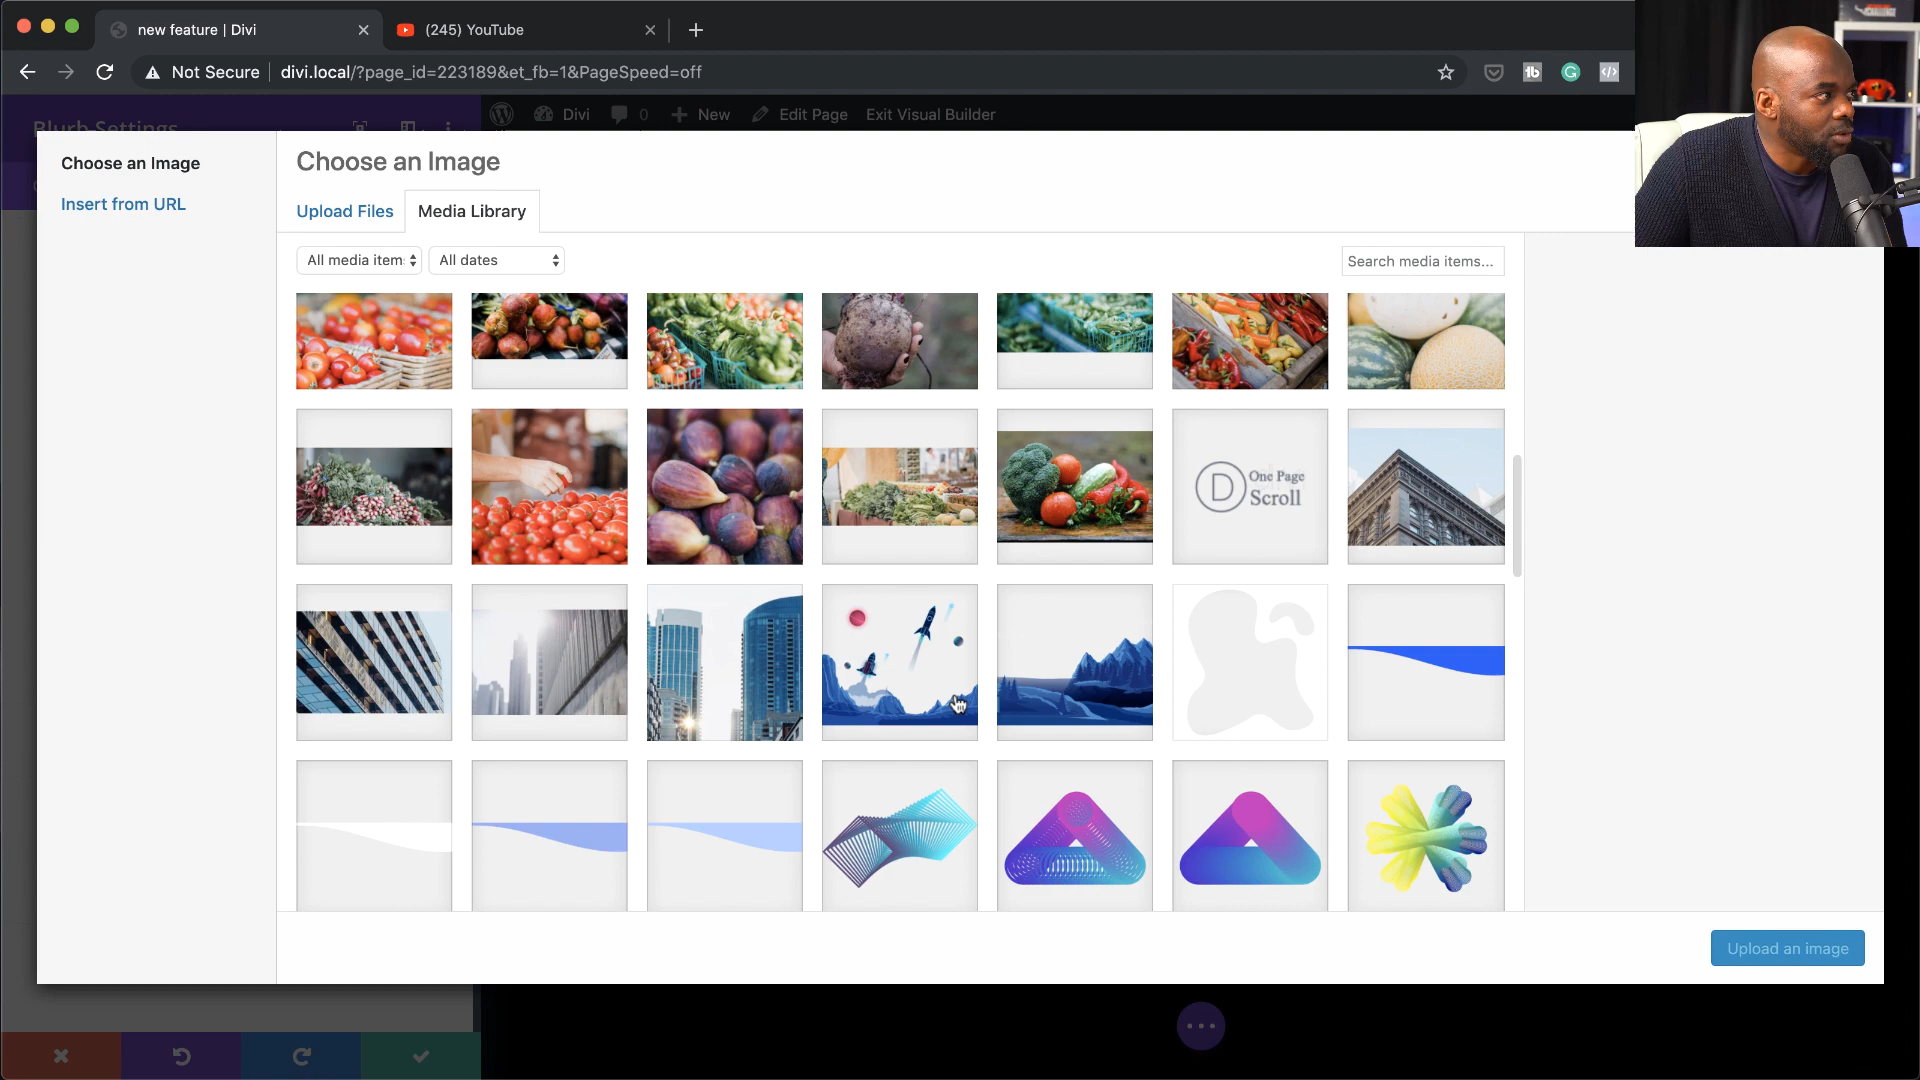 new feature | Divi
(245) YouTube
Not Secure
divi.local/?page_id=223189&et_fb=1&PageSpeed=off
Divi
0
New
Edit Page
Exit Visual Builder
Blurb Settings
Choose an Image
Insert from URL
Choose an Image
Upload Files
Media Library
All media item
All dates
Search media items...
D One Page
Scroll
Upload an image